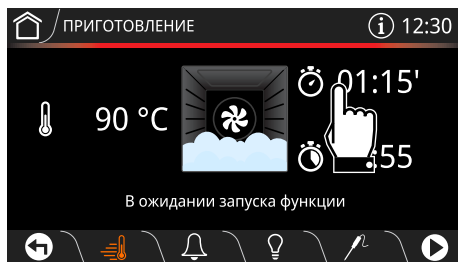 ПРИГОТОВЛЕНИЕ
i 12:30
01:15'
90 °C
:55
В ожидании запуска функции